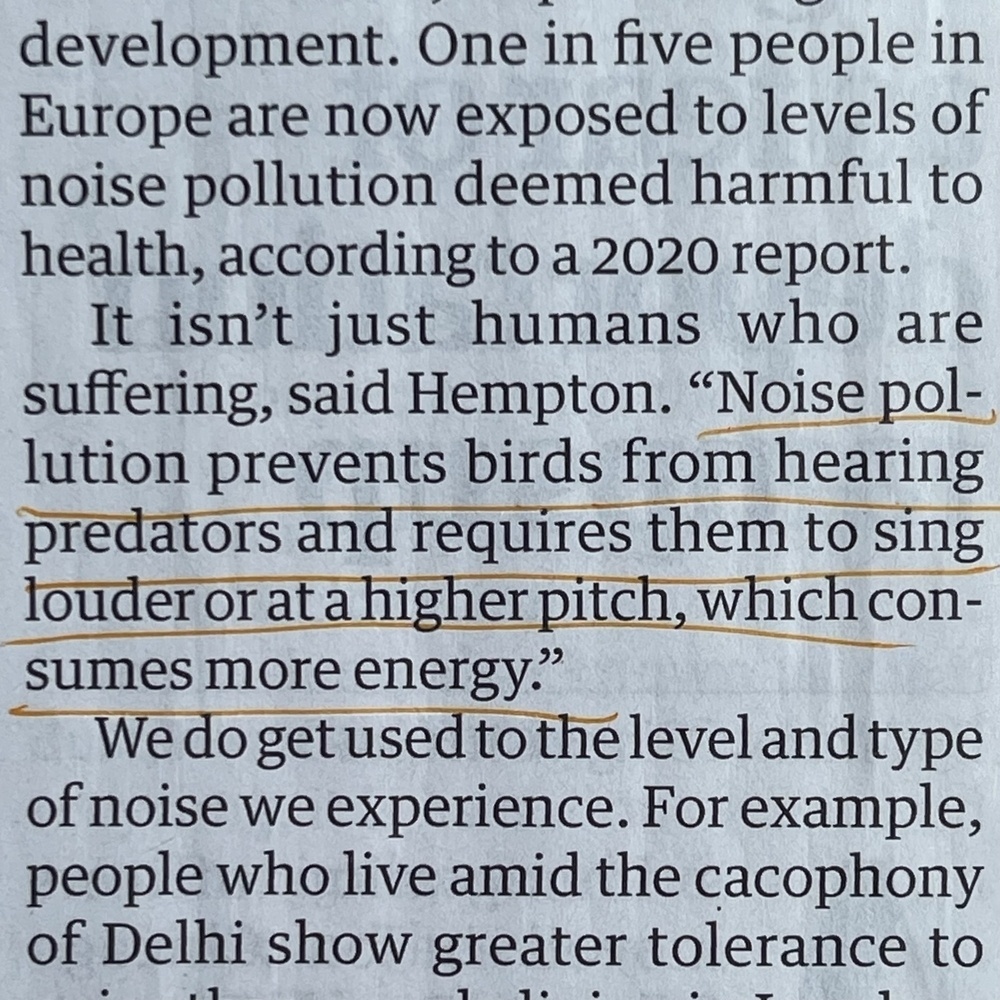 development. One in five people in
Europe are now exposed to levels of
noise pollution deemed harmful to
health, according to a 2020 report.
It isn’t just humans who are
suffering, said Hempton. “Noise pol-
lution prevents birds from hearing
predators and requires them to sing
louder or at a higher pitch, which con-
sumes more energy.”
We do get used to the level and type
of noise we experience. For example,
people who live amid the cacophony
of Delhi show greater tolerance to